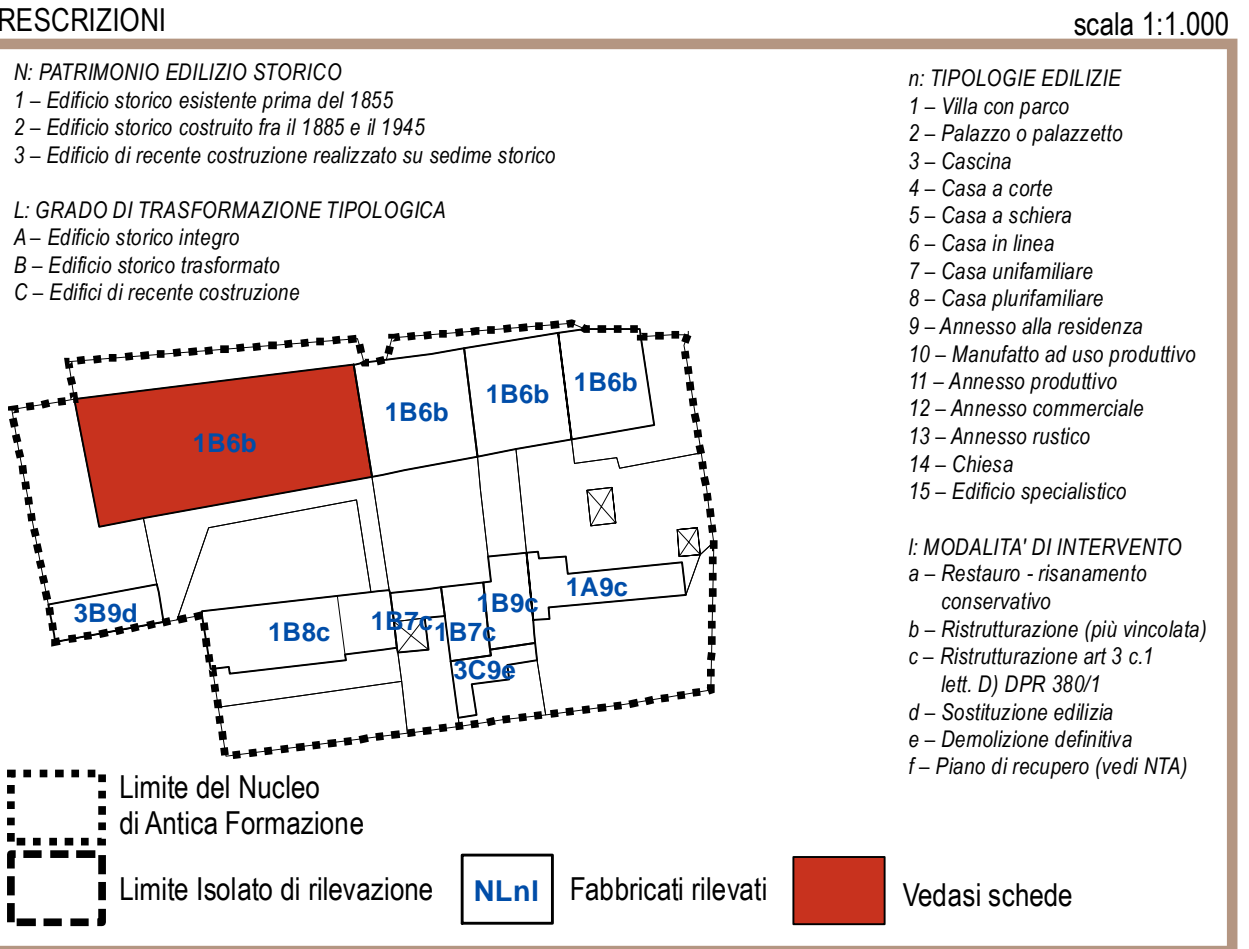 RESCRIZIONI
scala 1:1.000
N: PATRIMONIO EDILIZIO STORICO
1 – Edificio storico esistente prima del 1855
2 – Edificio storico costruito fra il 1885 e il 1945
3 – Edificio di recente costruzione realizzato su sedime storico
L: GRADO DI TRASFORMAZIONE TIPOLOGICA
A – Edificio storico integro
B – Edificio storico trasformato
C – Edifici di recente costruzione
n: TIPOLOGIE EDILIZIE
1 – Villa con parco
2 – Palazzo o palazzetto
3 – Cascina
4 – Casa a corte
5 – Casa a schiera
6 – Casa in linea
7 – Casa unifamiliare
8 – Casa plurifamiliare
9 – Annesso alla residenza
10 – Manufatto ad uso produttivo
11 – Annesso produttivo
12 – Annesso commerciale
13 – Annesso rustico
14 – Chiesa
15 – Edificio specialistico
l: MODALITA' DI INTERVENTO
a – Restauro - risanamento
conservativo
b – Ristrutturazione (più vincolata)
c – Ristrutturazione art 3 c.1
lett. D) DPR 380/1
d – Sostituzione edilizia
e – Demolizione definitiva
f – Piano di recupero (vedi NTA)
1B6b
1B6b
1B6b
1B6b
3B9d
1B8c
1B7c
1B7c
1B9c
1A9c
3C9e
Limite del Nucleo
di Antica Formazione
Limite Isolato di rilevazione
NLnl
Fabbricati rilevati
Vedasi schede